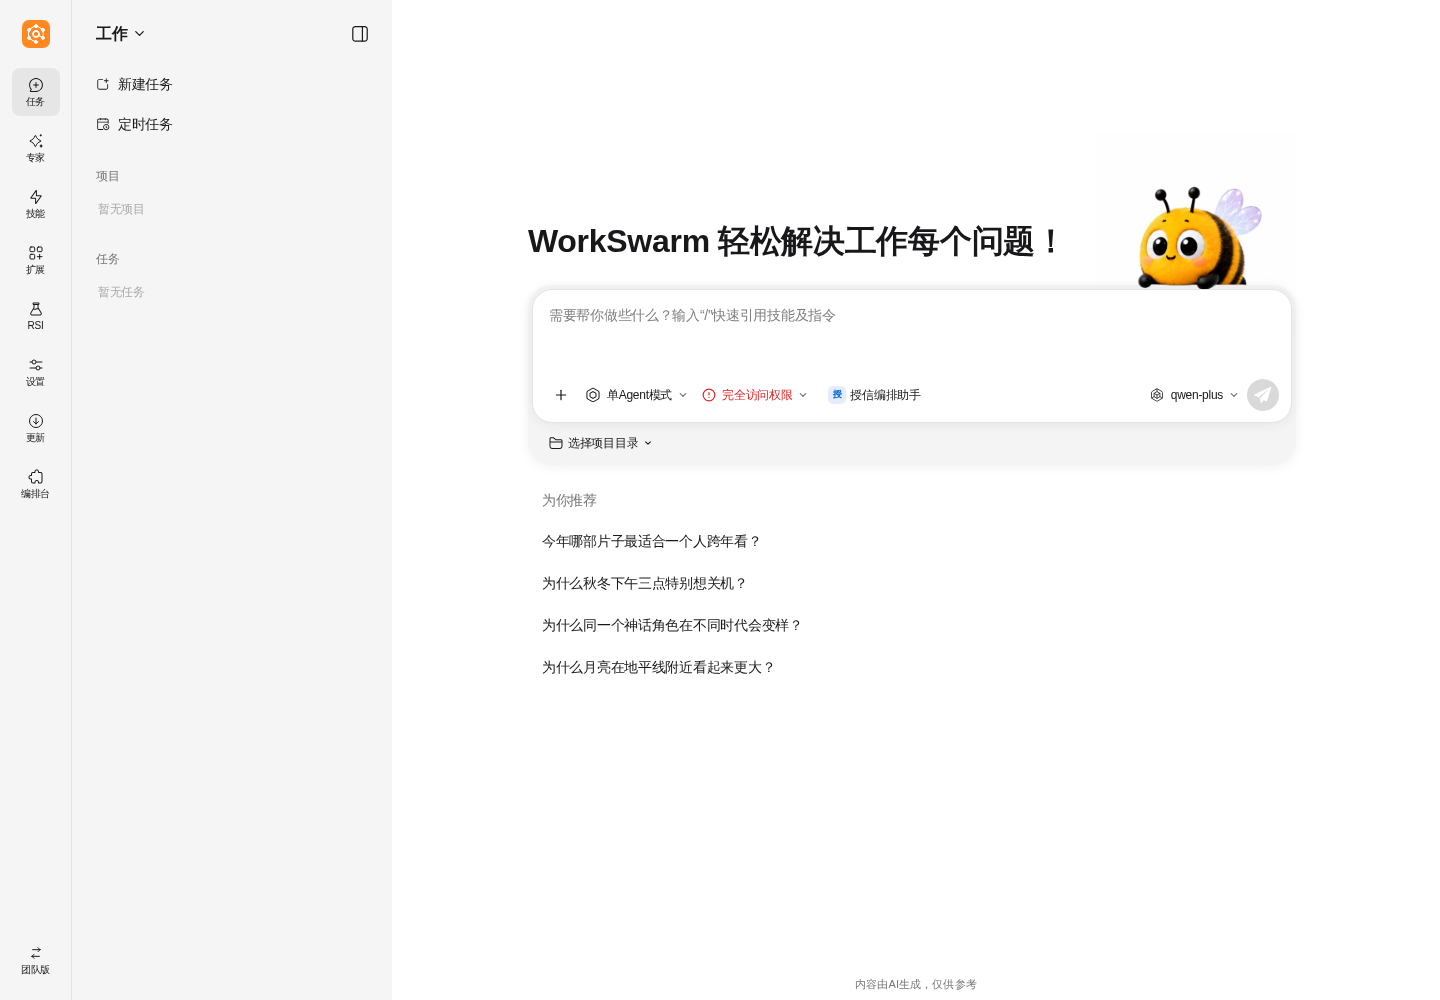 任务
专家
技能
扩展
RSI
设置
更新
编排台
团队版
工作
新建任务
定时任务
项目
暂无项目
任务
暂无任务
WorkSwarm 轻松解决工作每个问题！
需要帮你做些什么？输入“/”快速引用技能及指令
单Agent模式
完全访问权限
授 授信编排助手
qwen-plus
选择项目目录
为你推荐
今年哪部片子最适合一个人跨年看？
为什么秋冬下午三点特别想关机？
为什么同一个神话角色在不同时代会变样？
为什么月亮在地平线附近看起来更大？
内容由AI生成，仅供参考